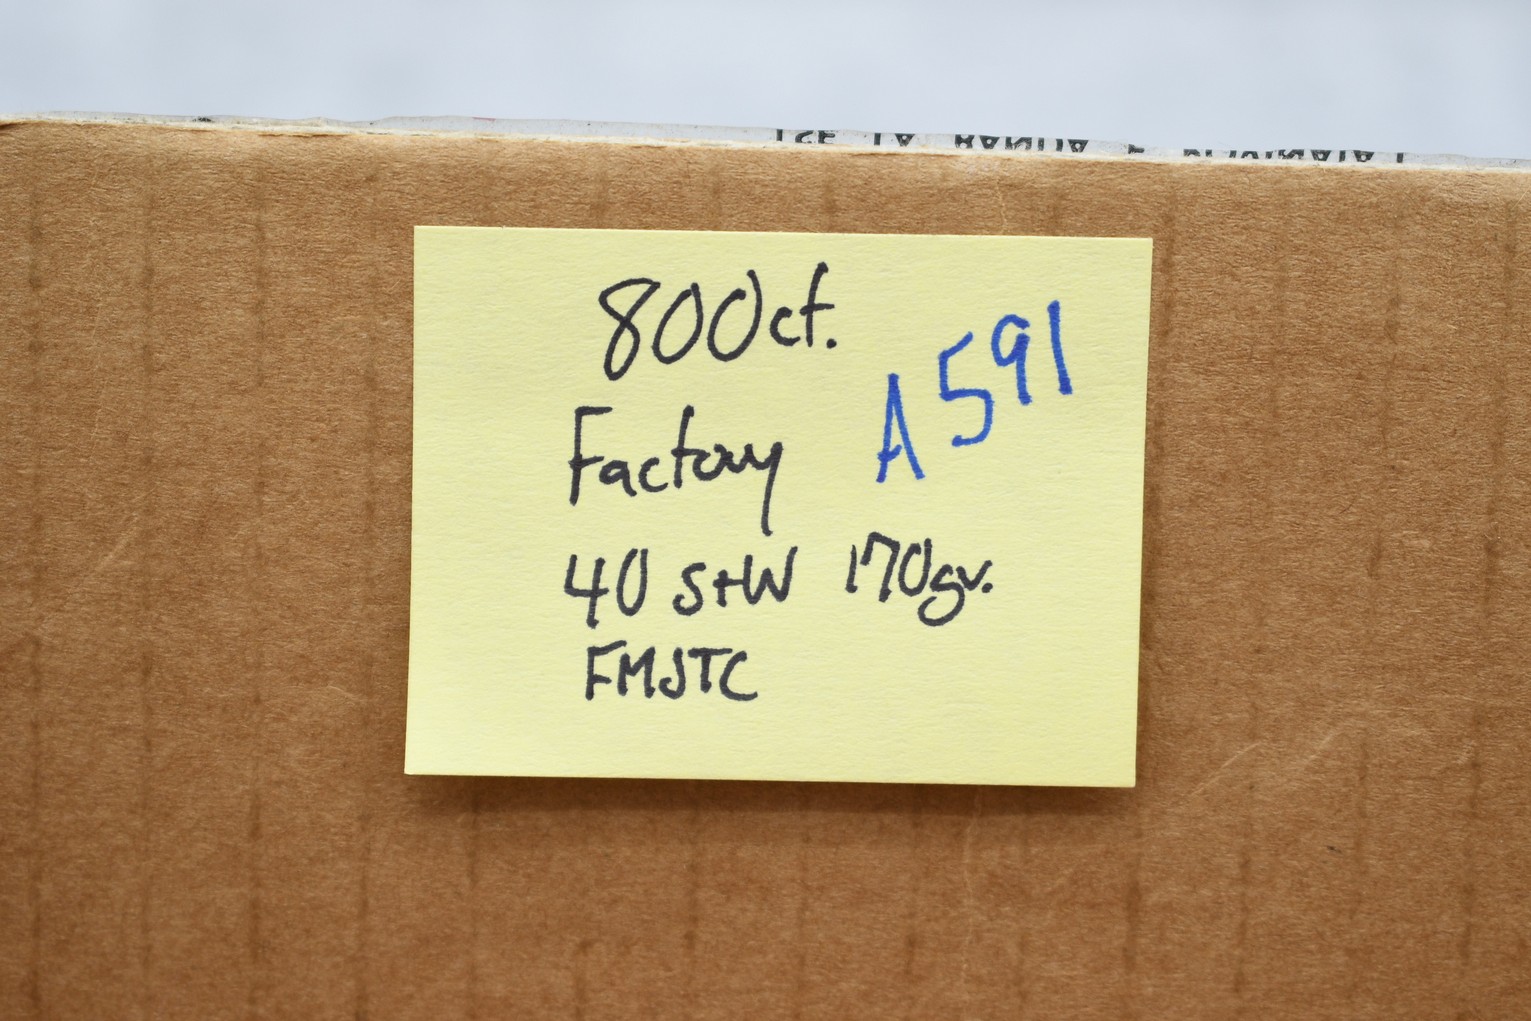 800ct.
A591
Factory
40 S+W 170gr.
FMJTC